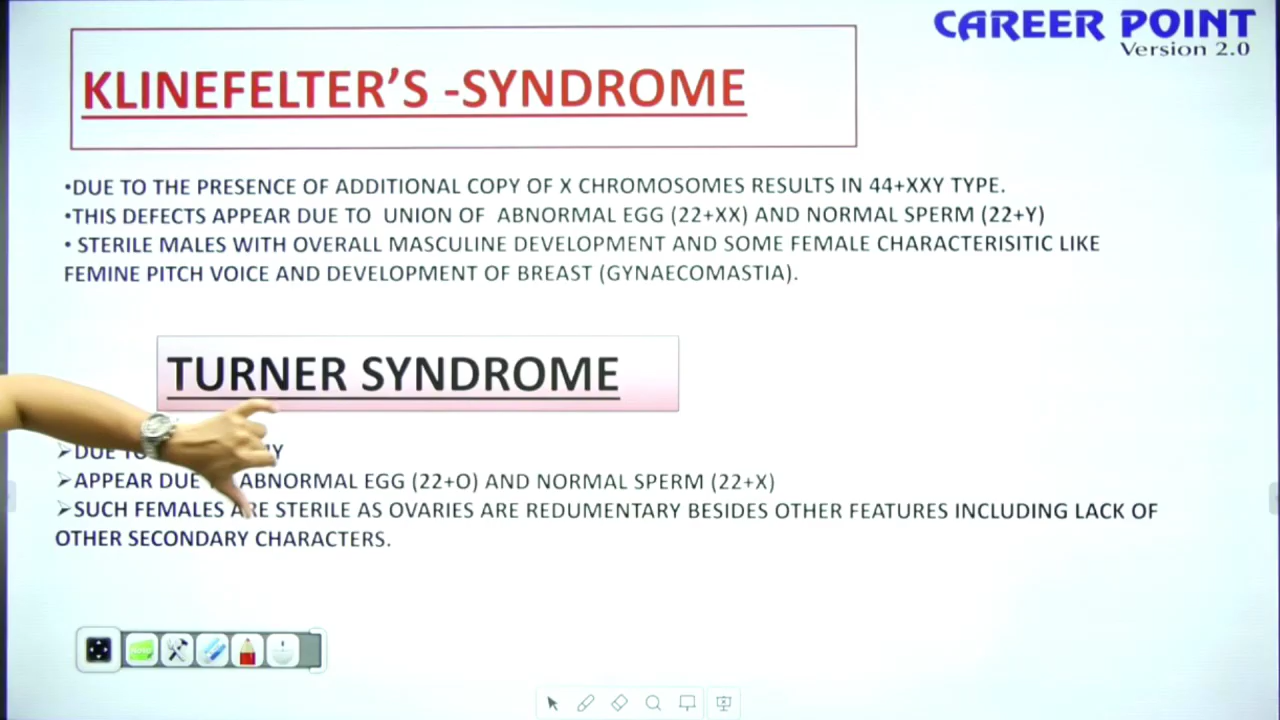 CAREER POINT
Version 2.0
KLINEFELTER'S -SYNDROME
•DUE TO THE PRESENCE OF ADDITIONAL COPY OF X CHROMOSOMES RESULTS IN 44+XXY TYPE.
•THIS DEFECTS APPEAR DUE TO UNION OF ABNORMAL EGG (22+XX) AND NORMAL SPERM (22+Y)
• STERILE MALES WITH OVERALL MASCULINE DEVELOPMENT AND SOME FEMALE CHARACTERISITIC LIKE
FEMINE PITCH VOICE AND DEVELOPMENT OF BREAST (GYNAECOMASTIA).
TURNER SYNDROME
➢DUE TO
➢APPEAR DUE ABNORMAL EGG (22+O) AND NORMAL SPERM (22+X)
➢SUCH FEMALES ARE STERILE AS OVARIES ARE REDUMENTARY BESIDES OTHER FEATURES INCLUDING LACK OF
OTHER SECONDARY CHARACTERS.